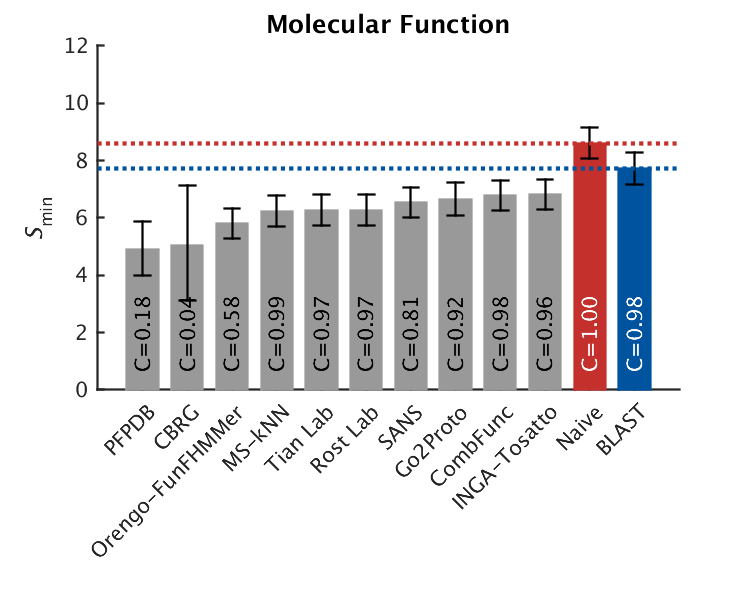 Molecular Function
12
10
8
6
4
2
0
Smin
C=0.18
C=0.04
C=0.58
C=0.99
C=0.97
C=0.97
C=0.81
C=0.92
C=0.98
C=0.96
C=1.00
C=0.98
PFPDB
CBRG
Orengo-FunFHMMer
MS-kNN
Tian Lab
Rost Lab
SANS
Go2Proto
CombFunc
INGA-Tosatto
Naive
BLAST